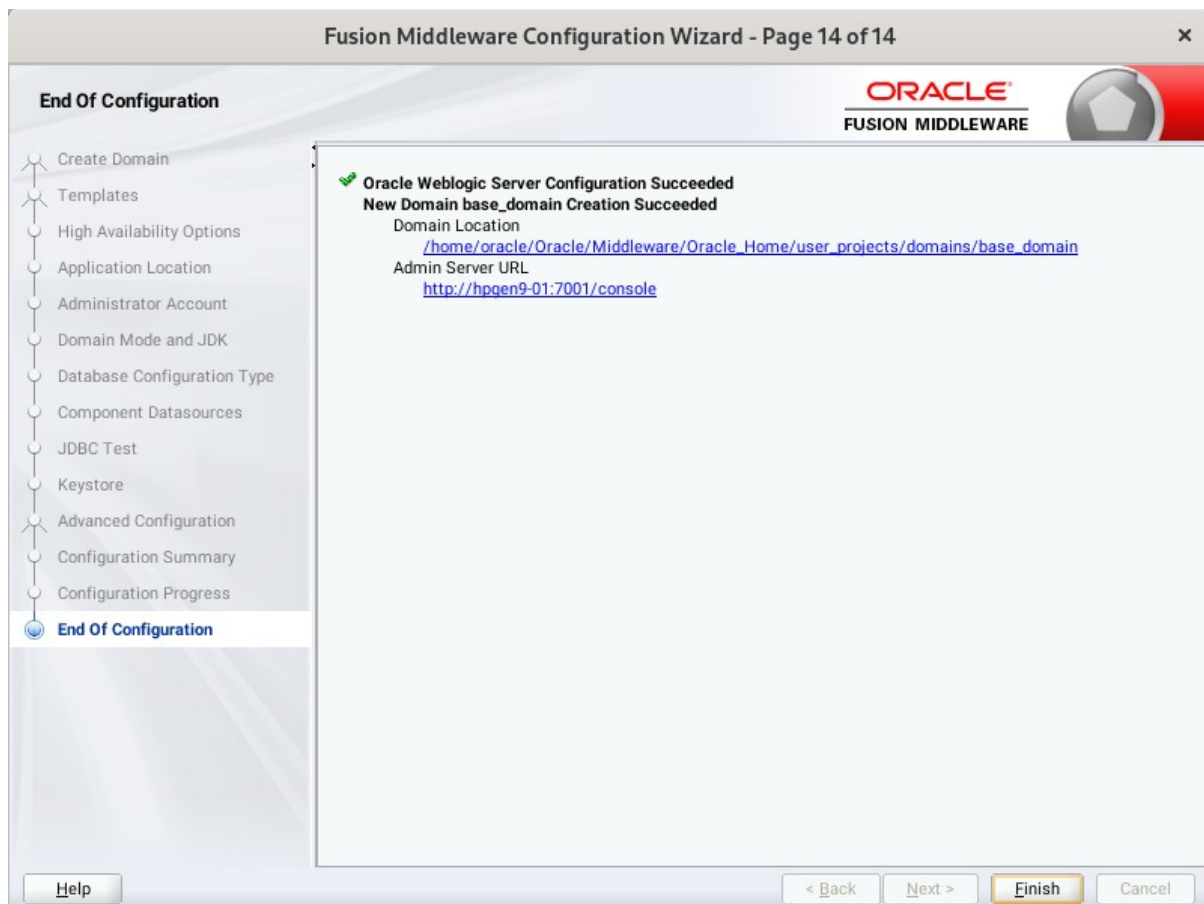 Fusion Middleware Configuration Wizard - Page 14 of 14
End Of Configuration
ORACLE
FUSION MIDDLEWARE
Create Domain
Templates
High Availability Options
Application Location
Administrator Account
Domain Mode and JDK
Database Configuration Type
Component Datasources
JDBC Test
Keystore
Advanced Configuration
Configuration Summary
Configuration Progress
End Of Configuration
Oracle Weblogic Server Configuration Succeeded
New Domain base_domain Creation Succeeded
Domain Location
/home/oracle/Oracle/Middleware/Oracle_Home/user_projects/domains/base_domain
Admin Server URL
http://hpgen9-01:7001/console
Help
< Back
Next >
Finish
Cancel